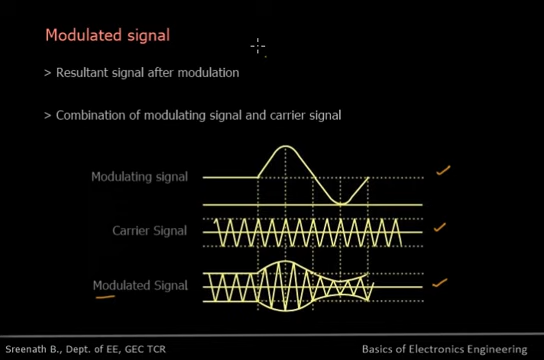 Modulated signal
> Resultant signal after modulation
> Combination of modulating signal and carrier signal
Modulating signal
Carrier Signal
Modulated Signal
Sreenath B., Dept. of EE, GEC TCR
Basics of Electronics Engineering